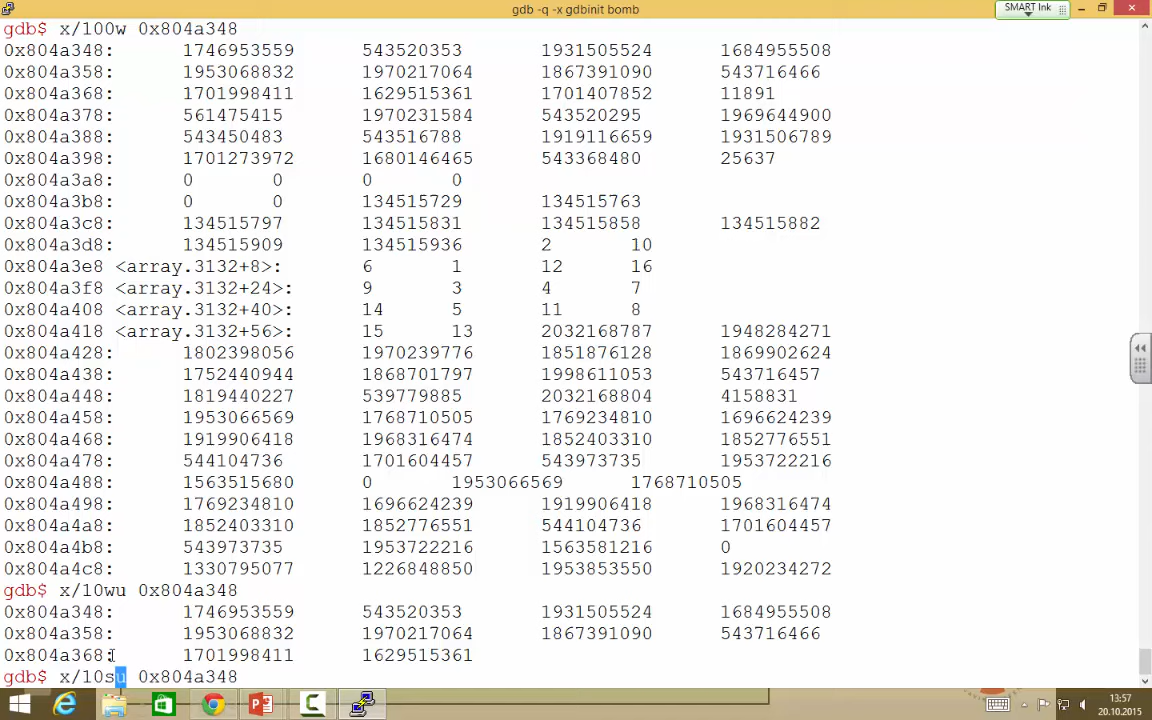 gdb -q -x gdbinit bomb
SMART Ink
gdb$ x/100w 0x804a348
0x804a348: 1746953559 543520353 1931505524 1684955508
0x804a358: 1953068832 1970217064 1867391090 543716466
0x804a368: 1701998411 1629515361 1701407852 11891
0x804a378: 561475415 1970231584 543520295 1969644900
0x804a388: 543450483 543516788 1919116659 1931506789
0x804a398: 1701273972 1680146465 543368480 25637
0x804a3a8: 0 0 0 0
0x804a3b8: 0 0 134515729 134515763
0x804a3c8: 134515797 134515831 134515858 134515882
0x804a3d8: 134515909 134515936 2 10
0x804a3e8 <array.3132+8>: 6 1 12 16
0x804a3f8 <array.3132+24>: 9 3 4 7
0x804a408 <array.3132+40>: 14 5 11 8
0x804a418 <array.3132+56>: 15 13 2032168787 1948284271
0x804a428: 1802398056 1970239776 1851876128 1869902624
0x804a438: 1752440944 1868701797 1998611053 543716457
0x804a448: 1819440227 539779885 2032168804 4158831
0x804a458: 1953066569 1768710505 1769234810 1696624239
0x804a468: 1919906418 1968316474 1852403310 1852776551
0x804a478: 544104736 1701604457 543973735 1953722216
0x804a488: 1563515680 0 1953066569 1768710505
0x804a498: 1769234810 1696624239 1919906418 1968316474
0x804a4a8: 1852403310 1852776551 544104736 1701604457
0x804a4b8: 543973735 1953722216 1563581216 0
0x804a4c8: 1330795077 1226848850 1953853550 1920234272
gdb$ x/10wu 0x804a348
0x804a348: 1746953559 543520353 1931505524 1684955508
0x804a358: 1953068832 1970217064 1867391090 543716466
0x804a368: 1701998411 1629515361
gdb$ x/10su 0x804a348
13:57
20.10.2015